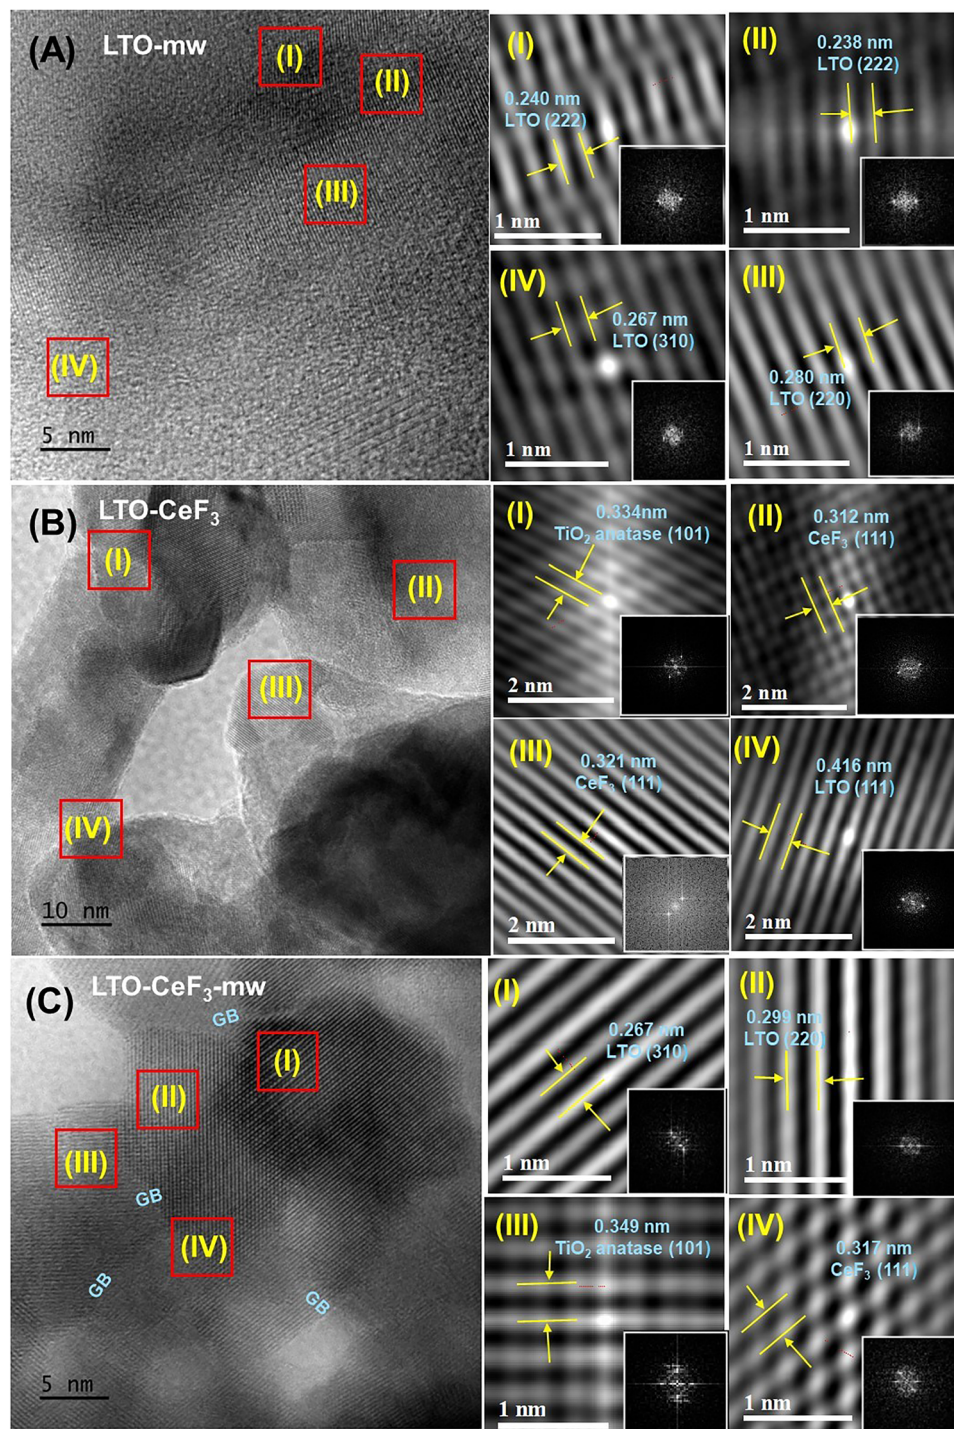 (A)
LTO-mw
(I)
(II)
(III)
(IV)
5 nm
(I)
0.240 nm
LTO (222)
1 nm
(II)
0.238 nm
LTO (222)
1 nm
(IV)
0.267 nm
LTO (310)
1 nm
(III)
0.280 nm
LTO (220)
1 nm
(B)
LTO-CeF3
(I)
(II)
(III)
(IV)
10 nm
(I)
0.334nm
TiO2 anatase (101)
2 nm
(II)
0.312 nm
CeF3 (111)
2 nm
(III)
0.321 nm
CeF3 (111)
2 nm
(IV)
0.416 nm
LTO (111)
2 nm
(C)
LTO-CeF3-mw
GB
(I)
(II)
(III)
GB
(IV)
GB
GB
5 nm
(I)
0.267 nm
LTO (310)
1 nm
(II)
0.299 nm
LTO (220)
1 nm
(III)
0.349 nm
TiO2 anatase (101)
1 nm
(IV)
0.317 nm
CeF3 (111)
1 nm